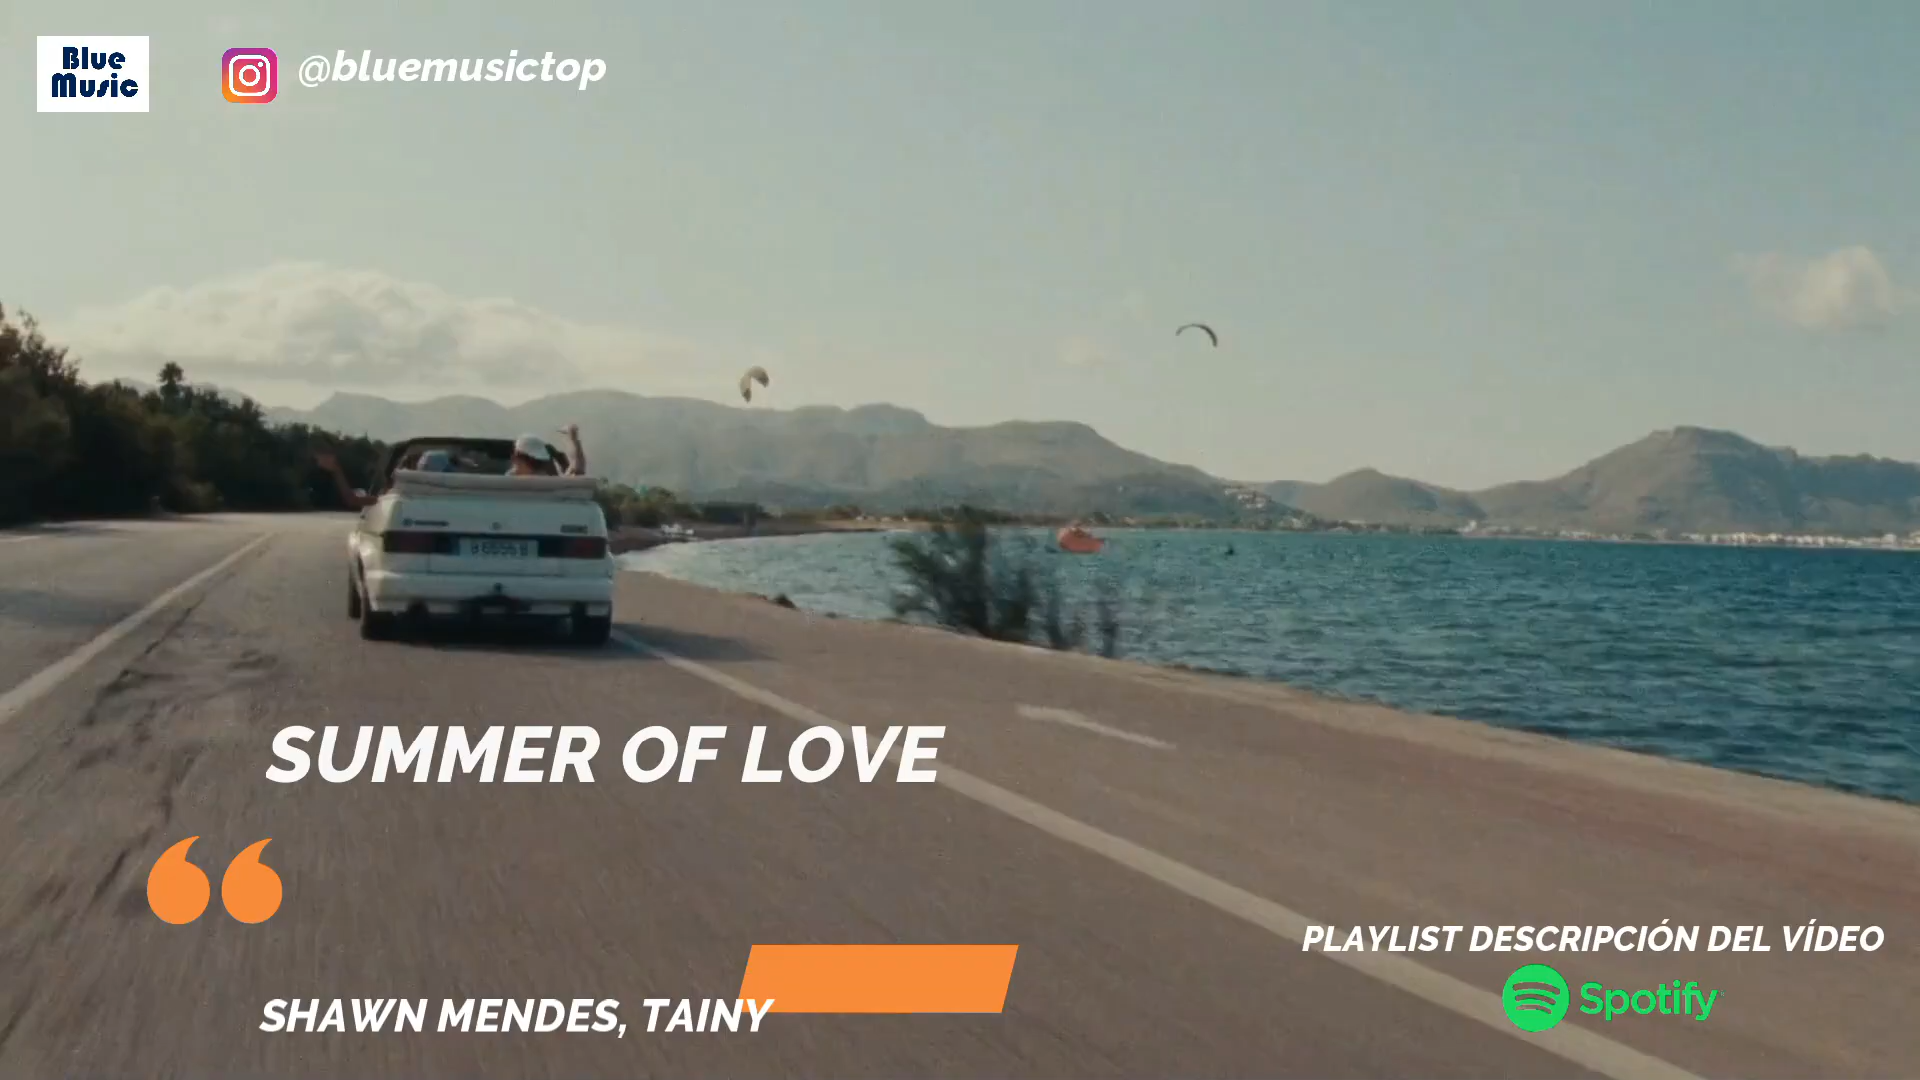 Blue
Music
@bluemusictop
SUMMER OF LOVE
SHAWN MENDES, TAINY
PLAYLIST DESCRIPCIÓN DEL VÍDEO
Spotify